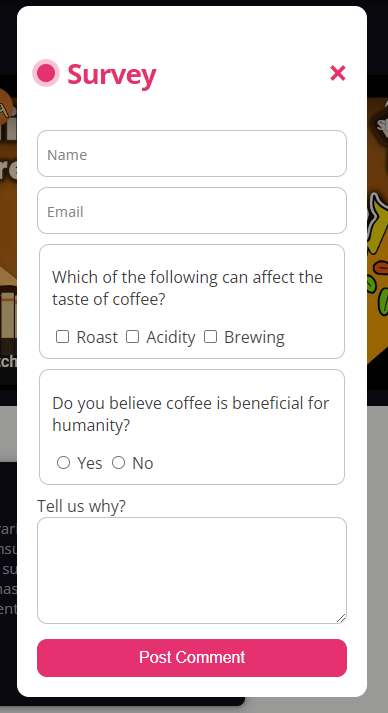 Survey
Name
Email
Which of the following can affect the
taste of coffee?
Roast Acidity Brewing
Do you believe coffee is beneficial for
humanity?
Yes No
Tell us why?
Post Comment